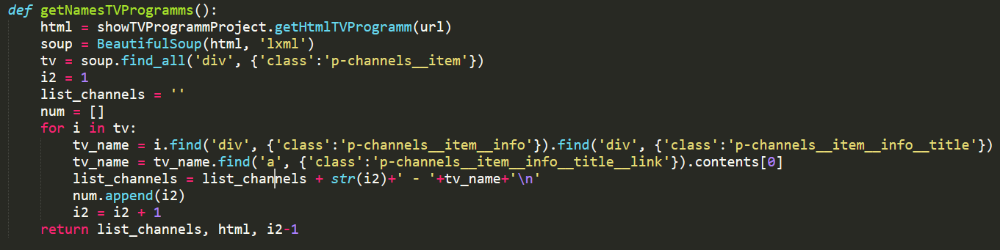 def getNamesTVProgramms():
    html = showTVProgrammProject.getHtmlTVProgramm(url)
    soup = BeautifulSoup(html, 'lxml')
    tv = soup.find_all('div', {'class':'p-channels__item'})
    i2 = 1
    list_channels = ''
    num = []
    for i in tv:
        tv_name = i.find('div', {'class':'p-channels__item__info'}).find('div', {'class':'p-channels__item__info__title'})
        tv_name = tv_name.find('a', {'class':'p-channels__item__info__title__link'}).contents[0]
        list_channels = list_channels + str(i2)+' - '+tv_name+'\n'
        num.append(i2)
        i2 = i2 + 1
    return list_channels, html, i2-1